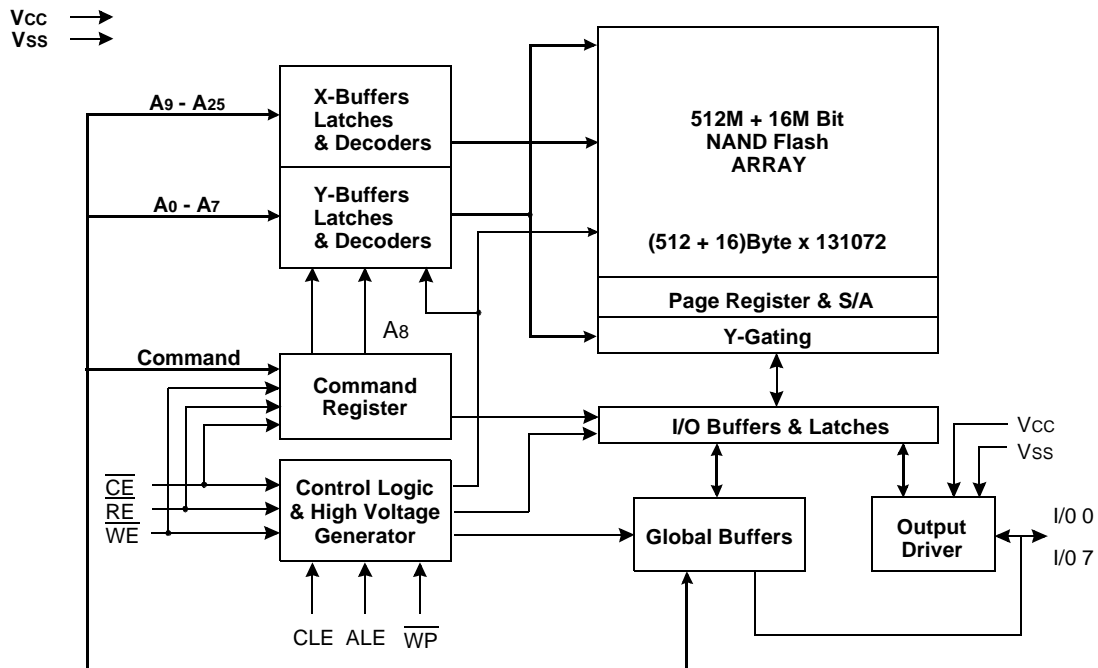 VCC
VSS
A9 - A25
X-Buffers
Latches
& Decoders
512M + 16M Bit
NAND Flash
ARRAY
(512 + 16)Byte x 131072
A0 - A7
Y-Buffers
Latches
& Decoders
Page Register & S/A
Y-Gating
A8
Command
Command
Register
I/O Buffers & Latches
VCC
VSS
CE
RE
WE
Control Logic
& High Voltage
Generator
Global Buffers
Output
Driver
I/0 0
I/0 7
CLE
ALE
WP